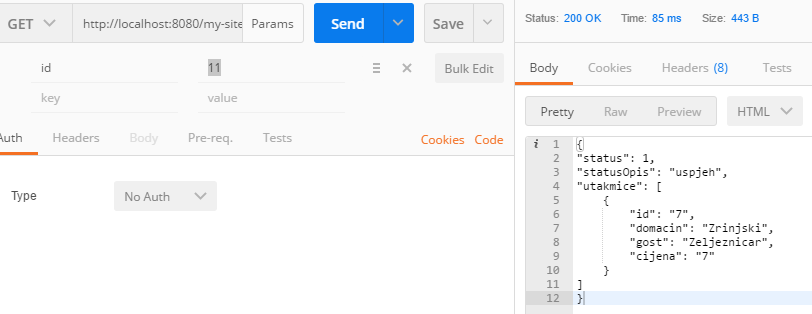 GET http://localhost:8080/my-site Params Send Save
id 11 Bulk Edit
key value
Auth Headers Body Pre-req. Tests Cookies Code
Type No Auth
Status: 200 OK Time: 85 ms Size: 443 B
Body Cookies Headers (8) Tests
Pretty Raw Preview HTML
i 1 {
2 "status": 1,
3 "statusOpis": "uspjeh",
4 "utakmice": [
5 {
6 "id": "7",
7 "domacin": "Zrinjski",
8 "gost": "Zeljeznicar",
9 "cijena": "7"
10 }
11 ]
12 }